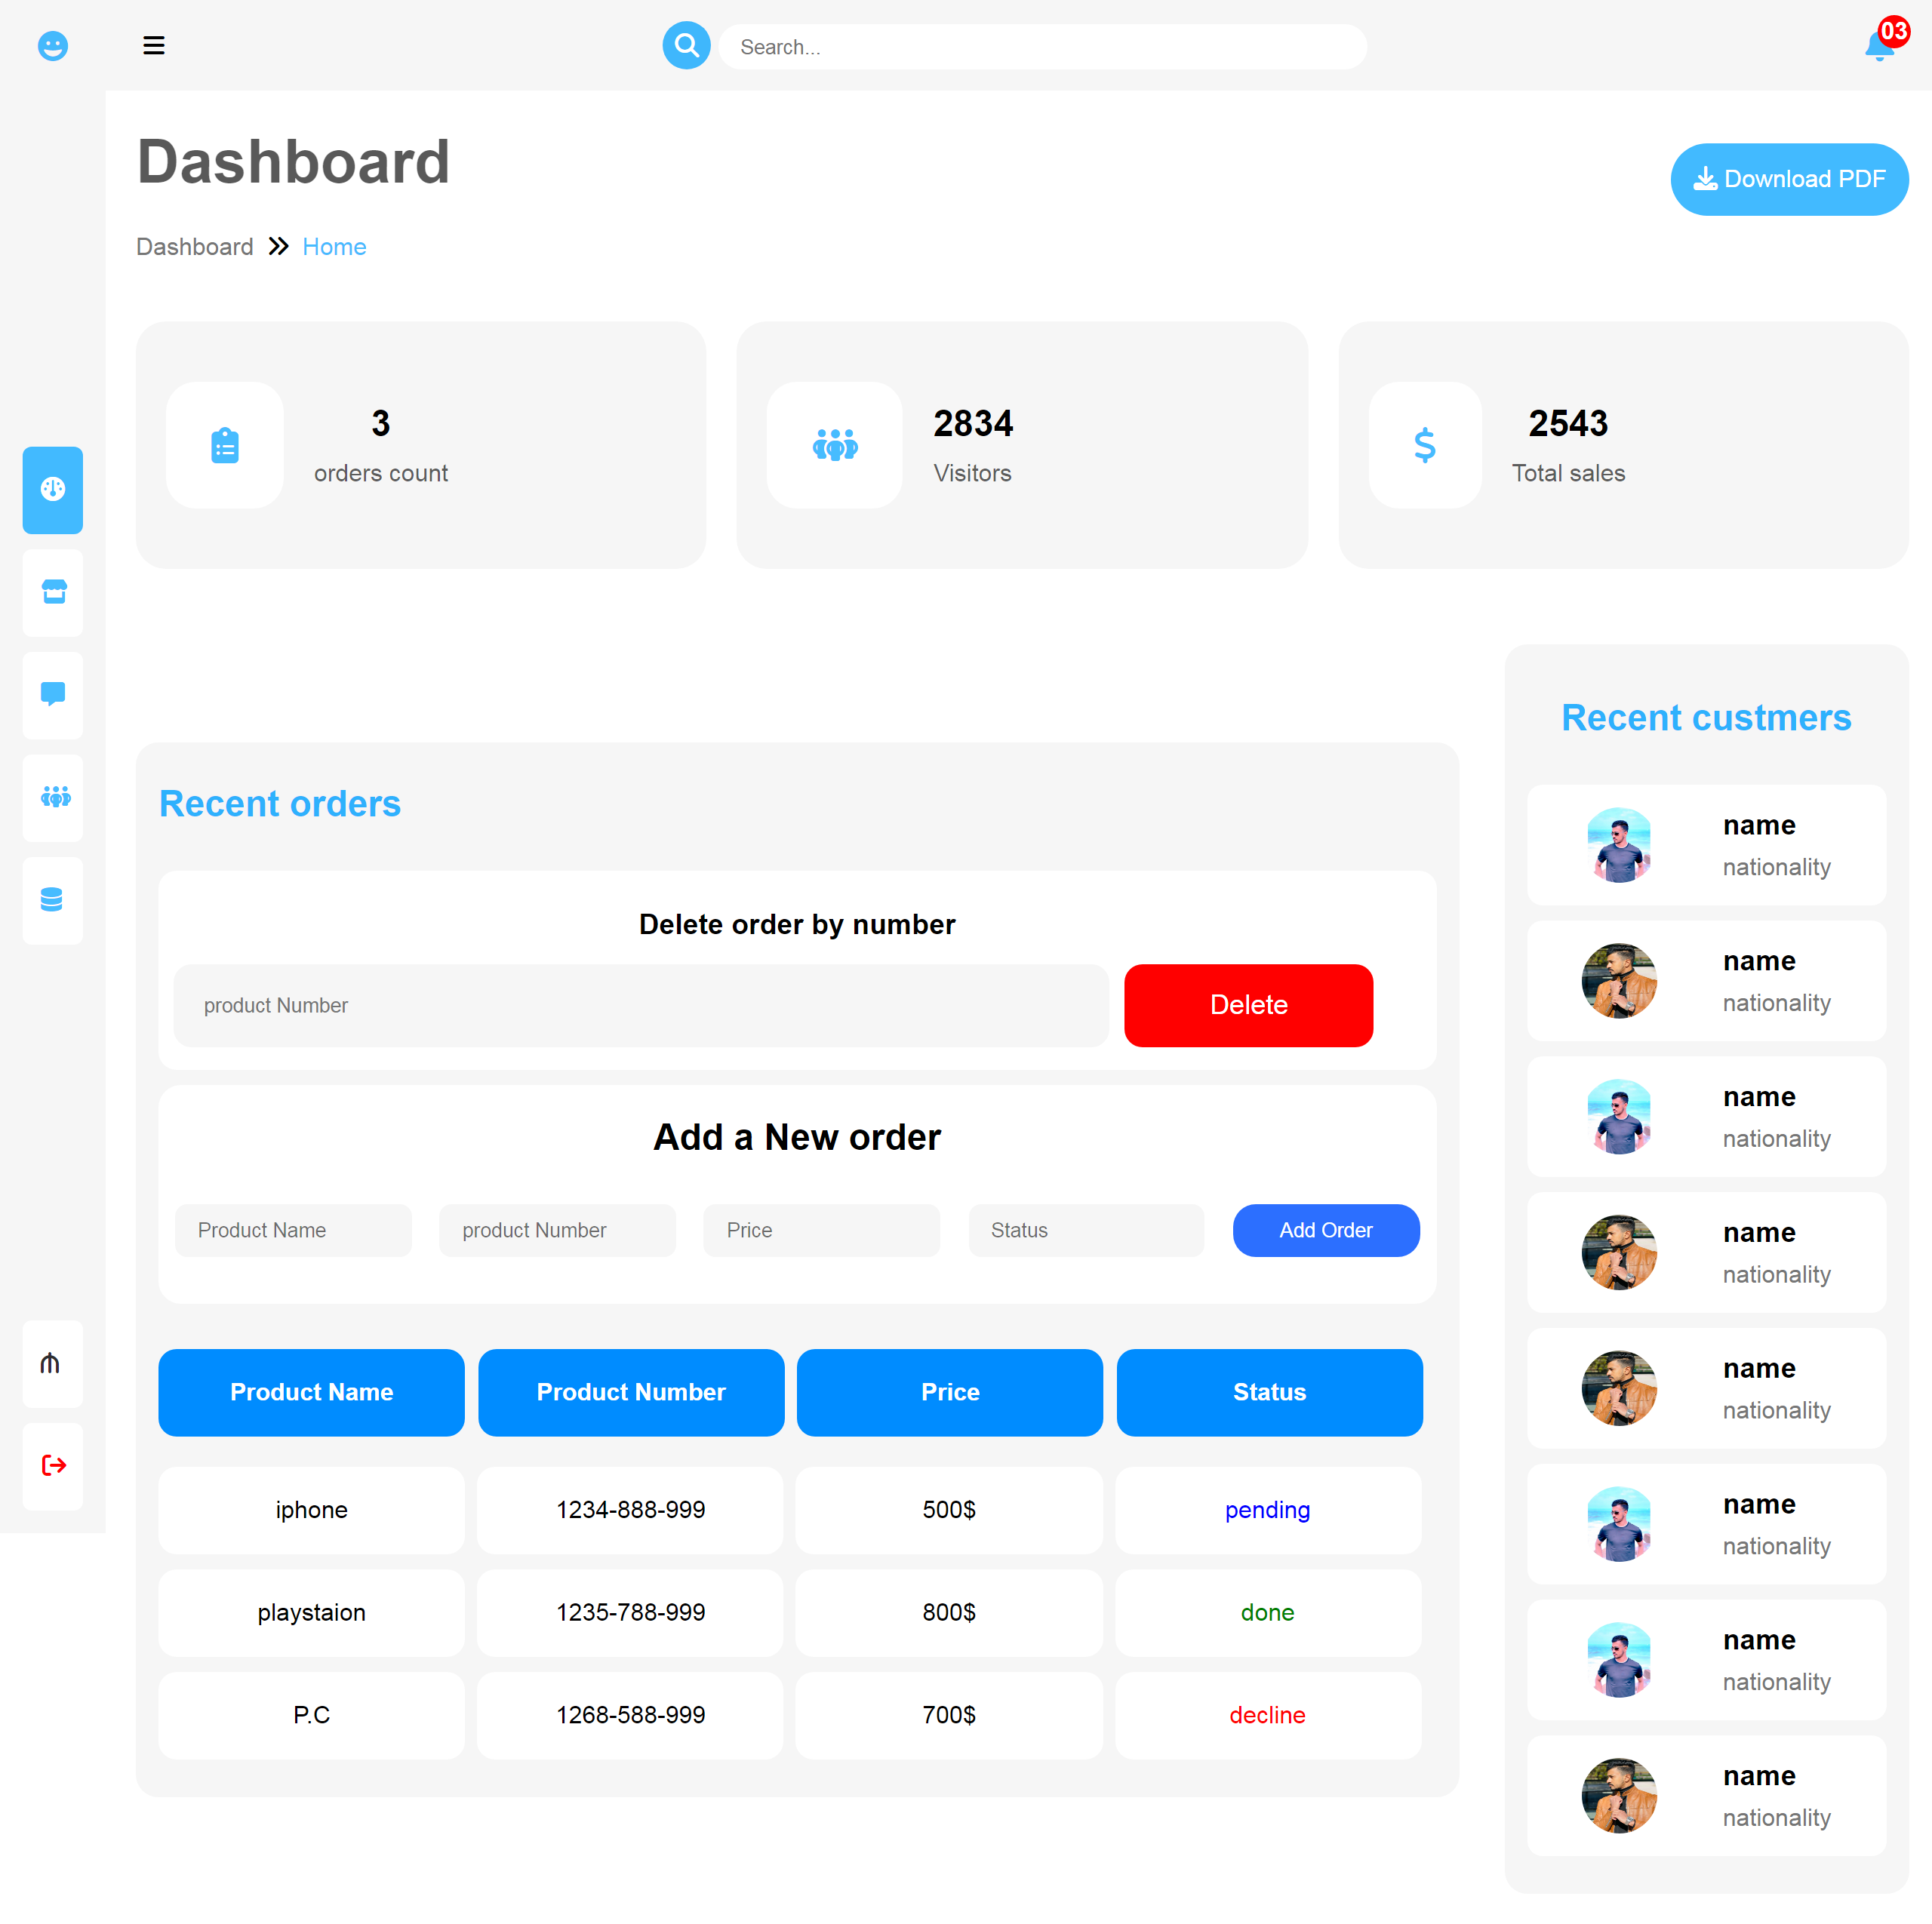 Search...
03
Dashboard
Download PDF
Dashboard
Home
3
orders count
2834
Visitors
2543
Total sales
Recent orders
Delete order by number
product Number
Delete
Add a New order
Product Name
product Number
Price
Status
Add Order
Product Name Product Number Price Status
iphone 1234-888-999 500$ pending
playstaion 1235-788-999 800$ done
P.C 1268-588-999 700$ decline
Recent custmers
name
nationality
name
nationality
name
nationality
name
nationality
name
nationality
name
nationality
name
nationality
name
nationality